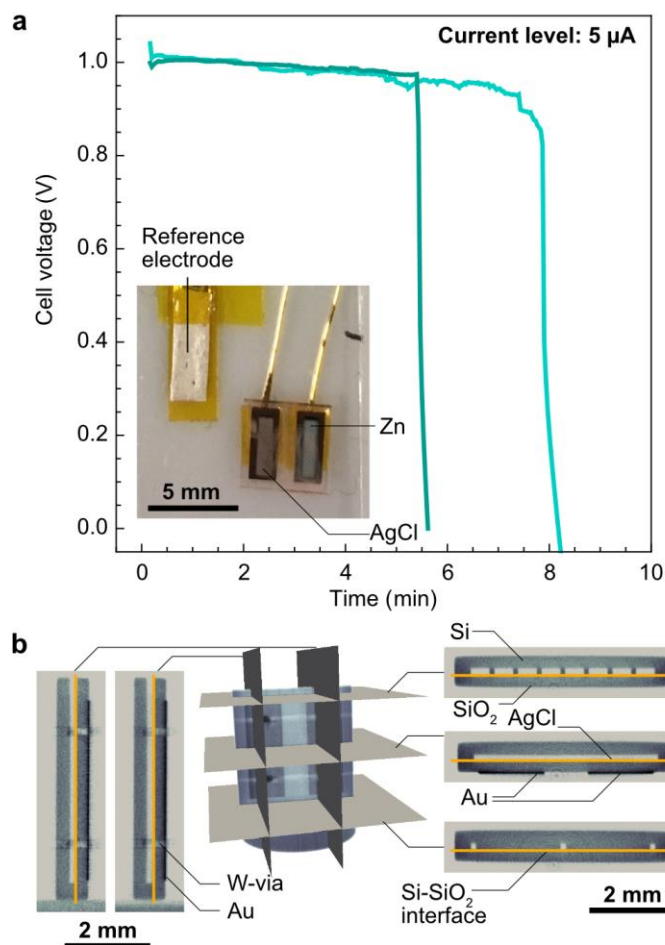 a
Current level: 5 µA
1.0
0.8
0.6
0.4
0.2
0.0
Cell voltage (V)
Reference
electrode
Zn
AgCl
5 mm
0
2
4
6
8
10
Time (min)
b
W-via
Au
2 mm
Si
SiO₂
AgCl
Au
Si-SiO₂
interface
2 mm